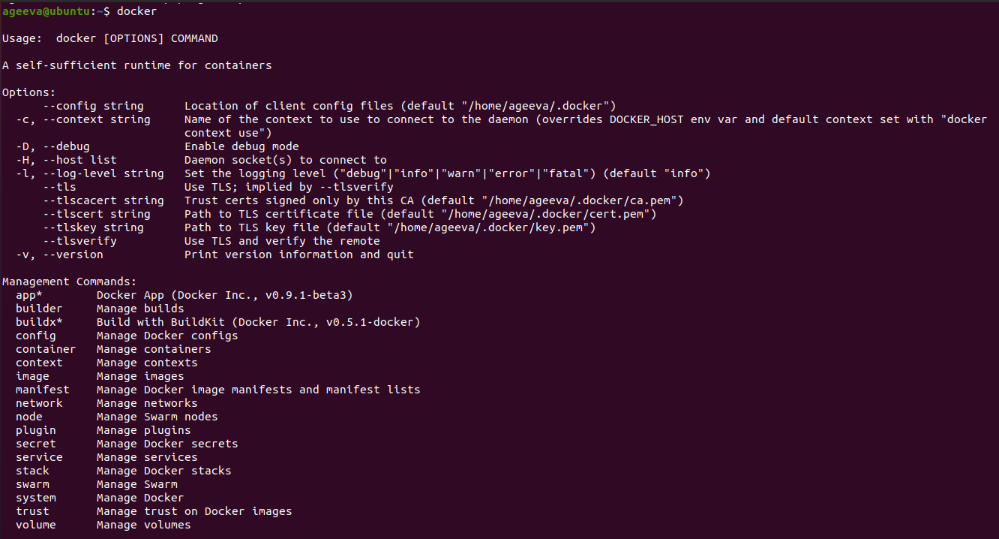 ageeva@ubuntu:~$ docker
Usage:  docker [OPTIONS] COMMAND
A self-sufficient runtime for containers
Options:
      --config string      Location of client config files (default "/home/ageeva/.docker")
  -c, --context string     Name of the context to use to connect to the daemon (overrides DOCKER_HOST env var and default context set with "docker
                           context use")
  -D, --debug              Enable debug mode
  -H, --host list          Daemon socket(s) to connect to
  -l, --log-level string   Set the logging level ("debug"|"info"|"warn"|"error"|"fatal") (default "info")
      --tls                Use TLS; implied by --tlsverify
      --tlscacert string   Trust certs signed only by this CA (default "/home/ageeva/.docker/ca.pem")
      --tlscert string     Path to TLS certificate file (default "/home/ageeva/.docker/cert.pem")
      --tlskey string      Path to TLS key file (default "/home/ageeva/.docker/key.pem")
      --tlsverify          Use TLS and verify the remote
  -v, --version            Print version information and quit
Management Commands:
  app*        Docker App (Docker Inc., v0.9.1-beta3)
  builder     Manage builds
  buildx*     Build with BuildKit (Docker Inc., v0.5.1-docker)
  config      Manage Docker configs
  container   Manage containers
  context     Manage contexts
  image       Manage images
  manifest    Manage Docker image manifests and manifest lists
  network     Manage networks
  node        Manage Swarm nodes
  plugin      Manage plugins
  secret      Manage Docker secrets
  service     Manage services
  stack       Manage Docker stacks
  swarm       Manage Swarm
  system      Manage Docker
  trust       Manage trust on Docker images
  volume      Manage volumes